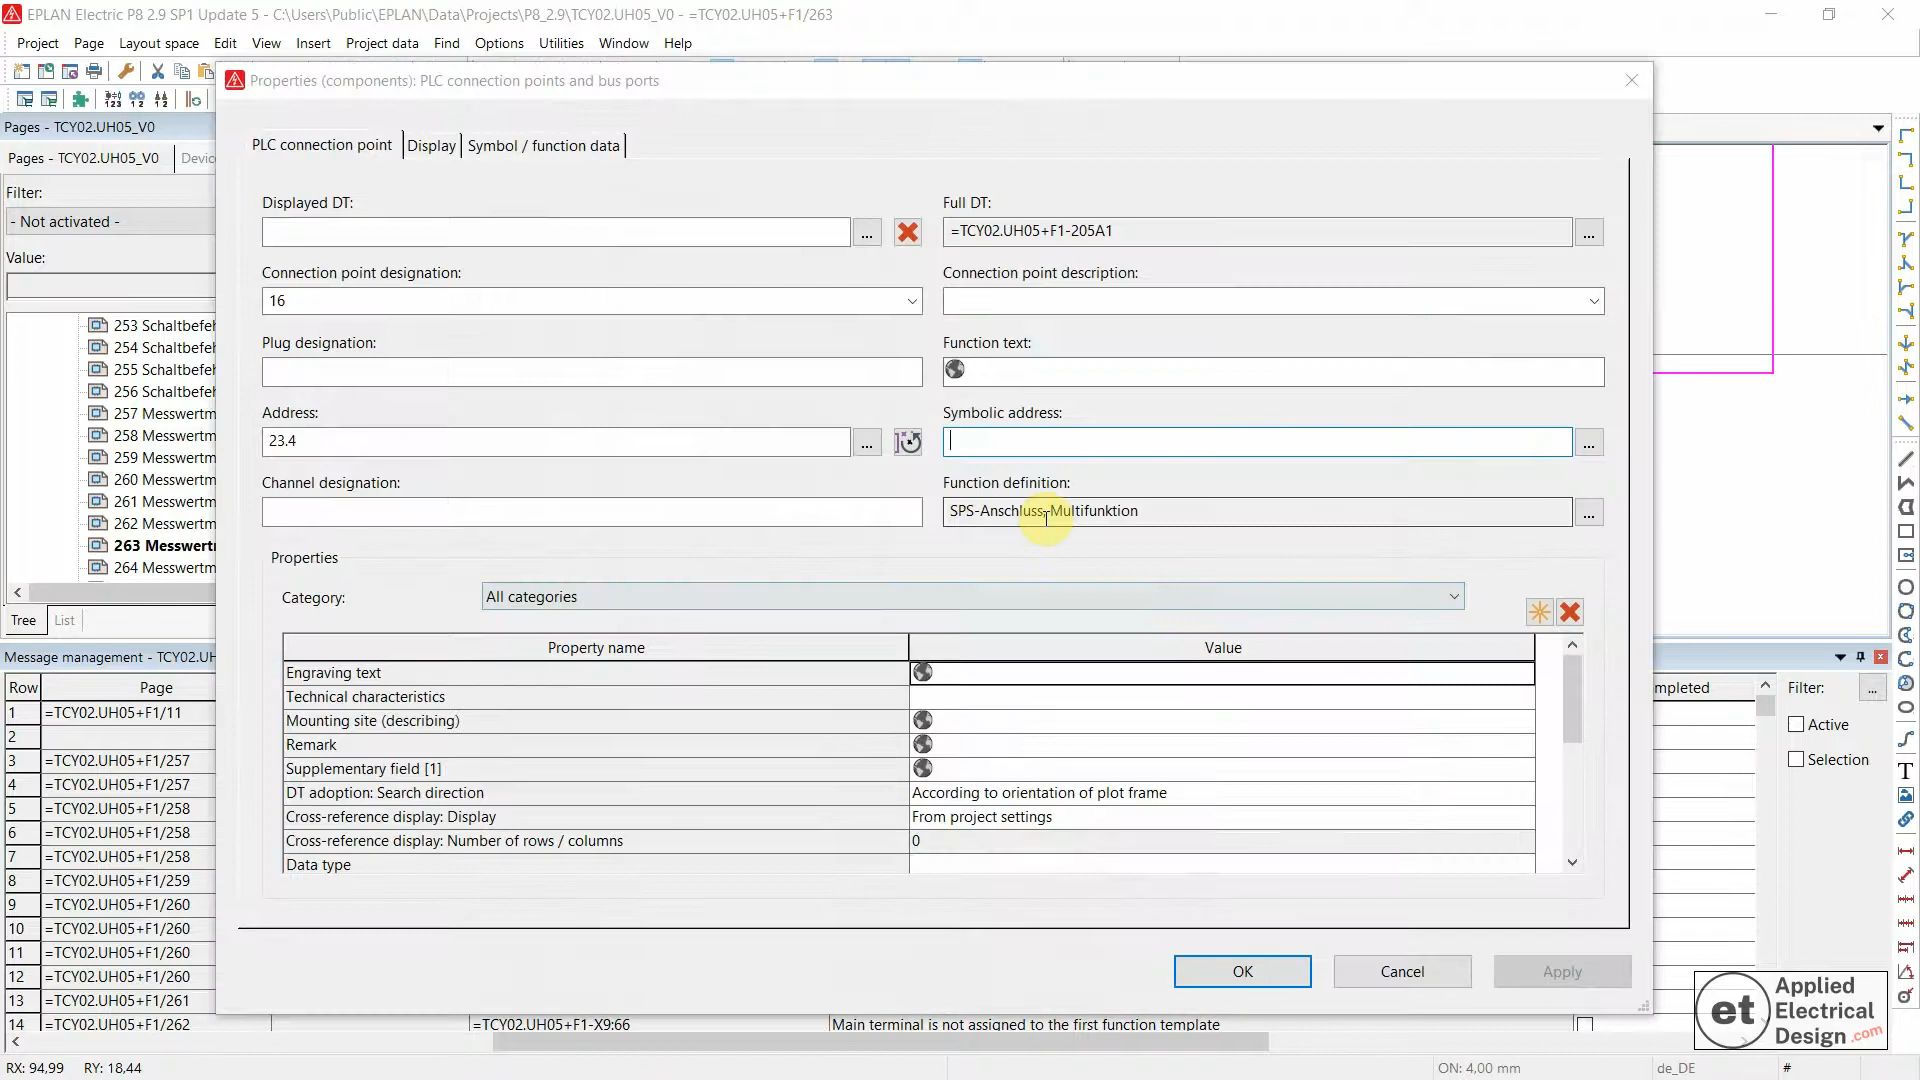 EPLAN Electric P8 2.9 SP1 Update 5 - C:\Users\Public\EPLAN\Data\Projects\P8_2.9\TCY02.UH05_V0 - =TCY02.UH05+F1/263
Project Page Layout space Edit View Insert Project data Find Options Utilities Window Help
Properties (components): PLC connection points and bus ports
Pages - TCY02.UH05_V0
Pages - TCY02.UH05_V0
Filter:
- Not activated -
Value:
253 Schaltbefeh
254 Schaltbefeh
255 Schaltbefeh
256 Schaltbefeh
257 Messwertm
258 Messwertm
259 Messwertm
260 Messwertm
261 Messwertm
262 Messwertm
263 Messwertm
264 Messwertm
Tree List
PLC connection point Display Symbol / function data
Displayed DT:
...
Full DT:
=TCY02.UH05+F1-205A1
...
Connection point designation:
16
Connection point description:
Plug designation:
Function text:
Address:
23.4
...
Symbolic address:
...
Channel designation:
Function definition:
SPS-Anschluss, Multifunktion
...
Properties
Category:
All categories
Property name Value
Engraving text
Technical characteristics
Mounting site (describing)
Remark
Supplementary field [1]
DT adoption: Search direction According to orientation of plot frame
Cross-reference display: Display From project settings
Cross-reference display: Number of rows / columns 0
Data type
OK Cancel Apply
Message management - TCY02.UH
Row Page mpleted
1 =TCY02.UH05+F1/11
2
3 =TCY02.UH05+F1/257
4 =TCY02.UH05+F1/257
5 =TCY02.UH05+F1/258
6 =TCY02.UH05+F1/258
7 =TCY02.UH05+F1/258
8 =TCY02.UH05+F1/259
9 =TCY02.UH05+F1/260
10 =TCY02.UH05+F1/260
11 =TCY02.UH05+F1/260
12 =TCY02.UH05+F1/260
13 =TCY02.UH05+F1/261
14 =TCY02.UH05+F1/262 =TCY02.UH05+F1-X9:66 Main terminal is not assigned to the first function template
Filter:
...
Active
Selection
et Applied
Electrical
Design.com
RX: 94,99 RY: 18,44 ON: 4,00 mm de_DE #